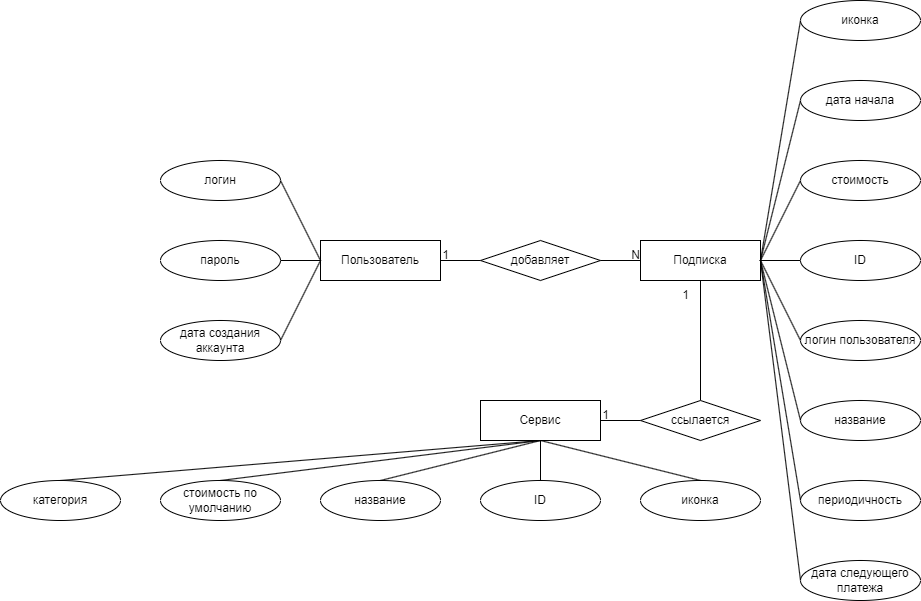 иконка
дата начала
логин
стоимость
пароль
Пользователь
1
добавляет
N
Подписка
ID
1
дата создания
аккаунта
логин пользователя
Сервис
1
ссылается
название
категория
стоимость по
умолчанию
название
ID
иконка
периодичность
дата следующего
платежа